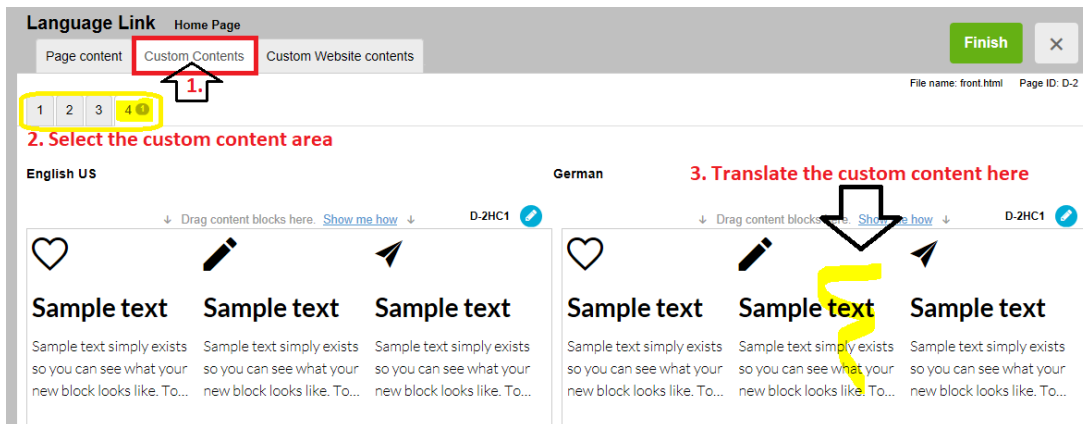 Language Link Home Page
Finish ×
Page content Custom Contents Custom Website contents
1.
File name: front.html Page ID: D-2
1 2 3 4 1
2. Select the custom content area
English US German 3. Translate the custom content here
↓ Drag content blocks here. Show me how ↓ D-2HC1 ↓ Drag content blocks here. Show me how ↓ D-2HC1
Sample text Sample text Sample text Sample text Sample text Sample text
Sample text simply exists Sample text simply exists Sample text simply exists Sample text simply exists Sample text simply exists Sample text simply exists
so you can see what your so you can see what your so you can see what your so you can see what your so you can see what your so you can see what your
new block looks like. To... new block looks like. To... new block looks like. To... new block looks like. To... new block looks like. To... new block looks like. To...